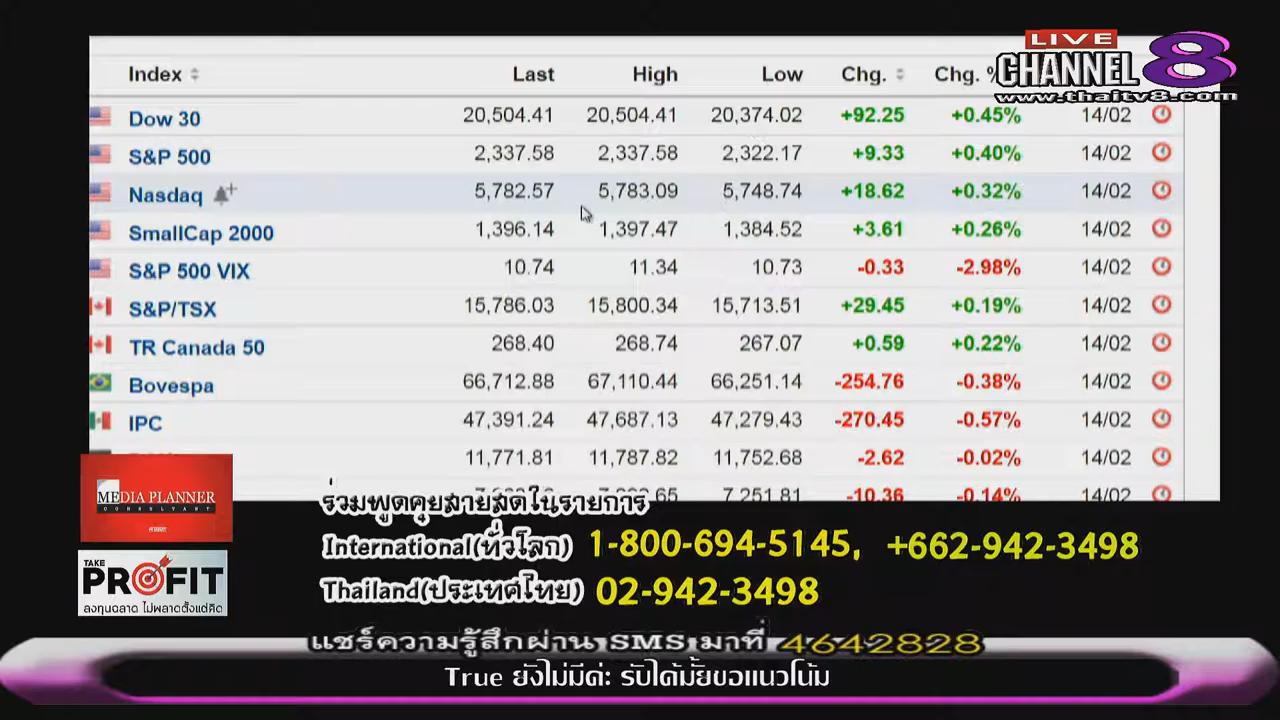 LIVE
CHANNEL 8
www.thaitv8.com
Index Last High Low Chg. Chg.
Dow 30 20,504.41 20,504.41 20,374.02 +92.25 +0.45% 14/02
S&P 500 2,337.58 2,337.58 2,322.17 +9.33 +0.40% 14/02
Nasdaq 5,782.57 5,783.09 5,748.74 +18.62 +0.32% 14/02
SmallCap 2000 1,396.14 1,397.47 1,384.52 +3.61 +0.26% 14/02
S&P 500 VIX 10.74 11.34 10.73 -0.33 -2.98% 14/02
S&P/TSX 15,786.03 15,800.34 15,713.51 +29.45 +0.19% 14/02
TR Canada 50 268.40 268.74 267.07 +0.59 +0.22% 14/02
Bovespa 66,712.88 67,110.44 66,251.14 -254.76 -0.38% 14/02
IPC 47,391.24 47,687.13 47,279.43 -270.45 -0.57% 14/02
11,771.81 11,787.82 11,752.68 -2.62 -0.02% 14/02
7,251.81 -10.36 -0.14% 14/02
MEDIA PLANNER
CONSULTANT
TAKE
PROFIT
ลงทุนฉลาด ไม่พลาดตั้งแต่คิด
ร่วมพูดคุยสายสดในรายการ
International(ทั่วโลก) 1-800-694-5145, +662-942-3498
Thailand(ประเทศไทย) 02-942-3498
แชร์ความรู้สึกผ่าน SMS มาที่ 4642828
True ยังไม่มีค่ะ รับได้มั้ยขอแนวโน้ม